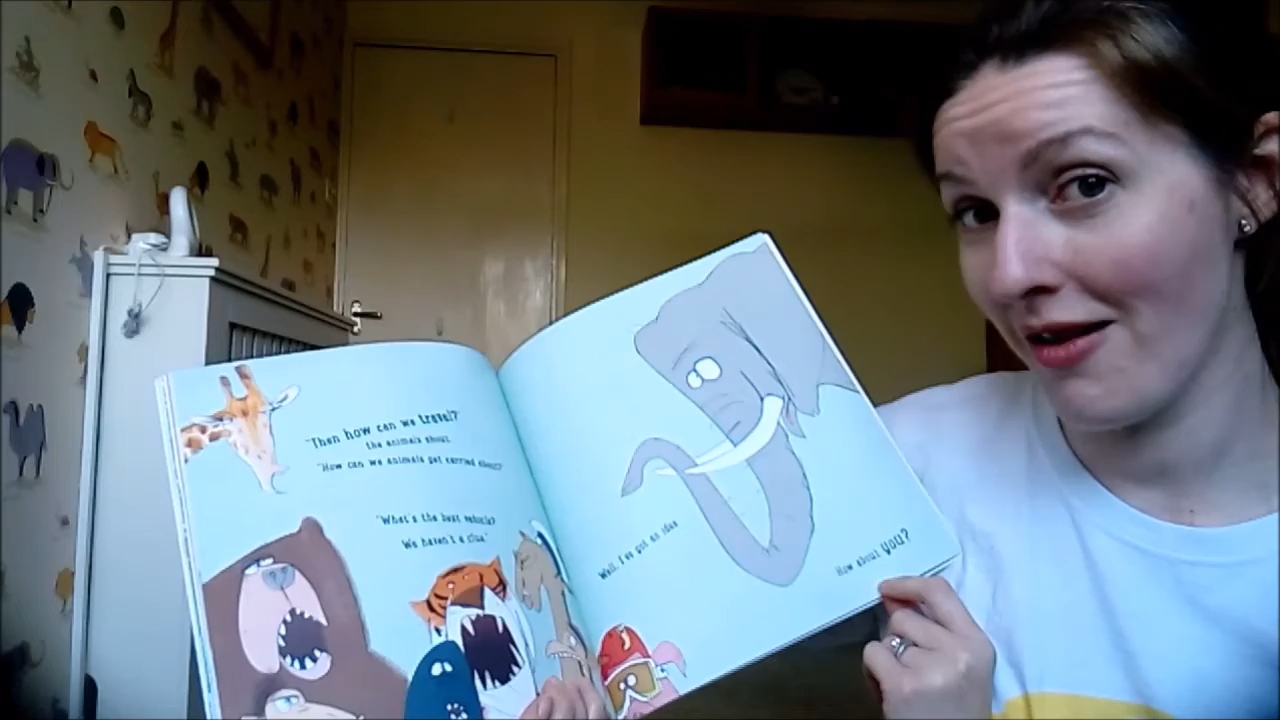 "Then how can we travel?"
the animals shout.
"How can we animals get carried about?"
"What's the best vehicle?
We haven't a clue."
Well, I've got an idea
How about you?